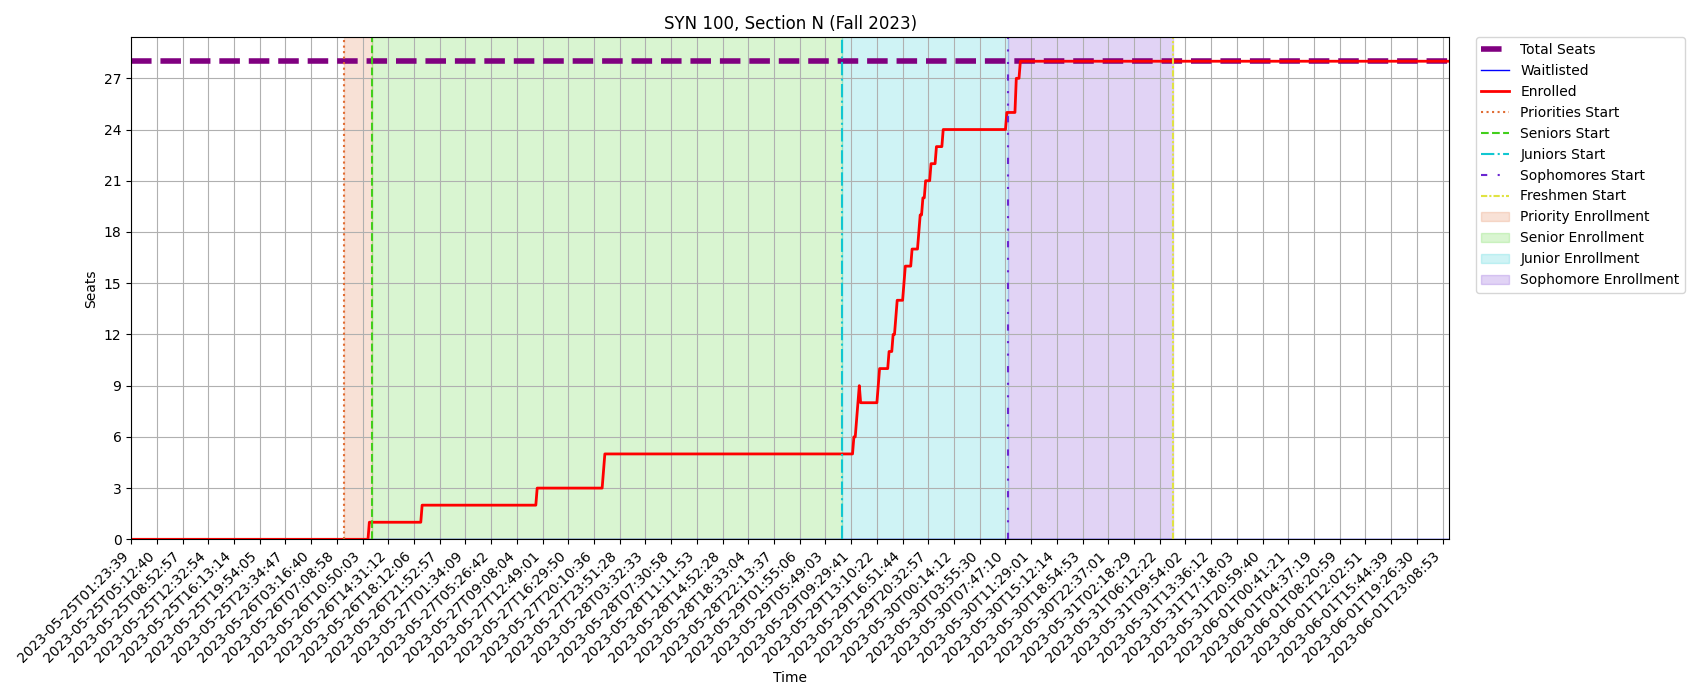 SYN 100, Section N (Fall 2023)
Total Seats
Waitlisted
Enrolled
Priorities Start
Seniors Start
Juniors Start
Sophomores Start
Freshmen Start
Priority Enrollment
Senior Enrollment
Junior Enrollment
Sophomore Enrollment
27
24
21
18
15
12
9
6
3
0
Seats
2023-05-25T01:23:39
2023-05-25T05:12:40
2023-05-25T08:52:57
2023-05-25T12:32:54
2023-05-25T16:13:14
2023-05-25T19:54:05
2023-05-25T23:34:47
2023-05-26T03:16:40
2023-05-26T07:08:58
2023-05-26T10:50:03
2023-05-26T14:31:12
2023-05-26T18:12:06
2023-05-26T21:52:57
2023-05-27T01:34:09
2023-05-27T05:26:42
2023-05-27T09:08:04
2023-05-27T12:49:01
2023-05-27T16:29:50
2023-05-27T20:10:36
2023-05-27T23:51:28
2023-05-28T03:32:33
2023-05-28T07:30:58
2023-05-28T11:11:53
2023-05-28T14:52:28
2023-05-28T18:33:04
2023-05-28T22:13:37
2023-05-29T01:55:06
2023-05-29T05:49:03
2023-05-29T09:29:41
2023-05-29T13:10:22
2023-05-29T16:51:44
2023-05-29T20:32:57
2023-05-30T00:14:12
2023-05-30T03:55:30
2023-05-30T07:47:10
2023-05-30T11:29:01
2023-05-30T15:12:14
2023-05-30T18:54:53
2023-05-30T22:37:01
2023-05-31T02:18:29
2023-05-31T06:12:22
2023-05-31T09:54:02
2023-05-31T13:36:12
2023-05-31T17:18:03
2023-05-31T20:59:40
2023-06-01T00:41:21
2023-06-01T04:37:19
2023-06-01T08:20:59
2023-06-01T12:02:51
2023-06-01T15:44:39
2023-06-01T19:26:30
2023-06-01T23:08:53
Time